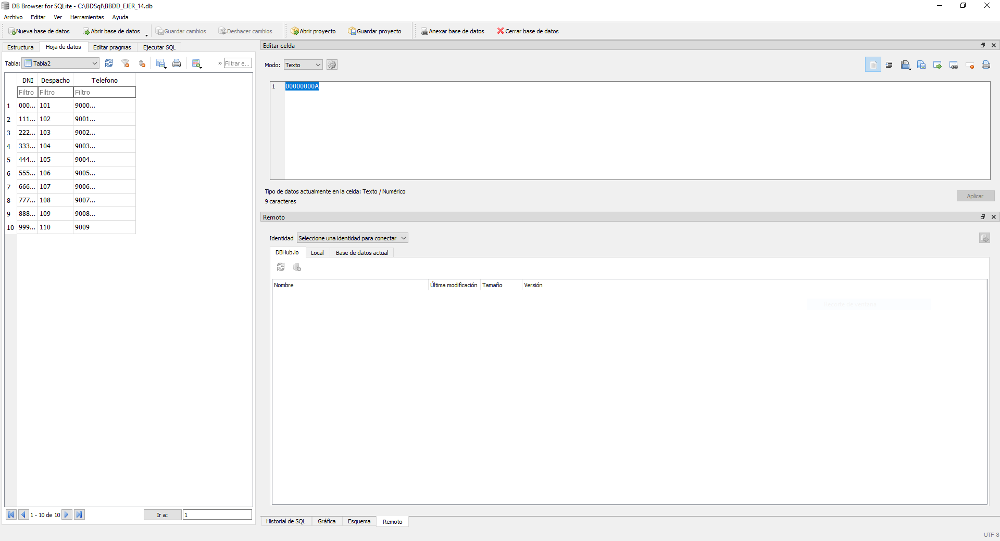 DB Browser for SQLite - C:\BDSql\BBDD_EJER_14.db
Archivo Editar Ver Herramientas Ayuda
Nueva base de datos Abrir base de datos Guardar cambios Deshacer cambios Abrir proyecto Guardar proyecto Anexar base de datos Cerrar base de datos
Estructura Hoja de datos Editar pragmas Ejecutar SQL
Tabla: Tabla2 » Filtrar e...
DNI Despacho Telefono
Filtro Filtro Filtro
1 000... 101 9000...
2 111... 102 9001...
3 222... 103 9002...
4 333... 104 9003...
5 444... 105 9004...
6 555... 106 9005...
7 666... 107 9006...
8 777... 108 9007...
9 888... 109 9008...
10 999... 110 9009
1 - 10 de 10 Ir a: 1
Editar celda
Modo: Texto
1 00000000A
Tipo de datos actualmente en la celda: Texto / Numérico
9 caracteres
Aplicar
Remoto
Identidad Seleccione una identidad para conectar
DBHub.io Local Base de datos actual
Nombre Última modificación Tamaño Versión
Historial de SQL Gráfica Esquema Remoto
UTF-8